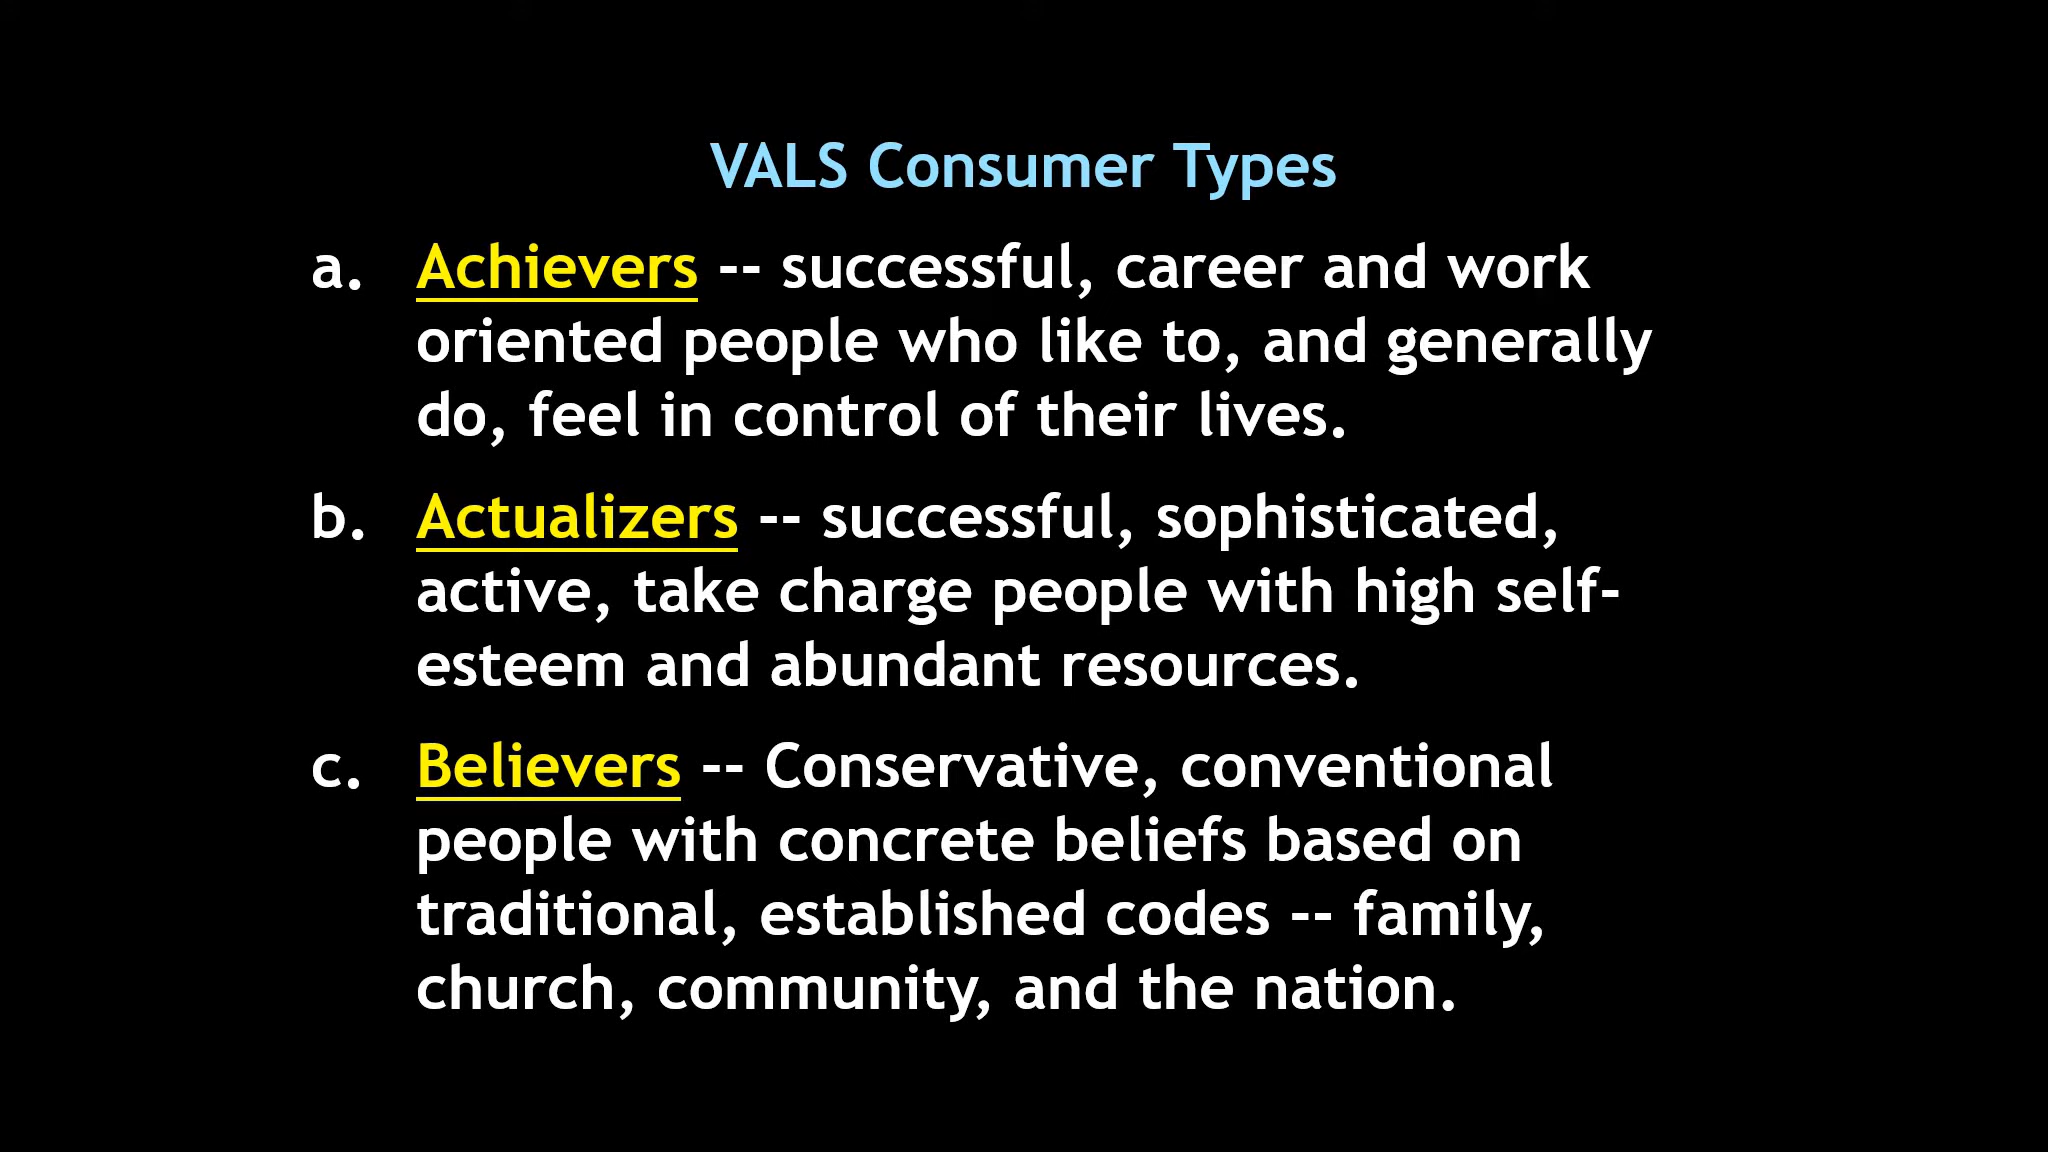 VALS Consumer Types
a. Achievers -- successful, career and work
oriented people who like to, and generally
do, feel in control of their lives.
b. Actualizers -- successful, sophisticated,
active, take charge people with high self-
esteem and abundant resources.
c. Believers -- Conservative, conventional
people with concrete beliefs based on
traditional, established codes -- family,
church, community, and the nation.